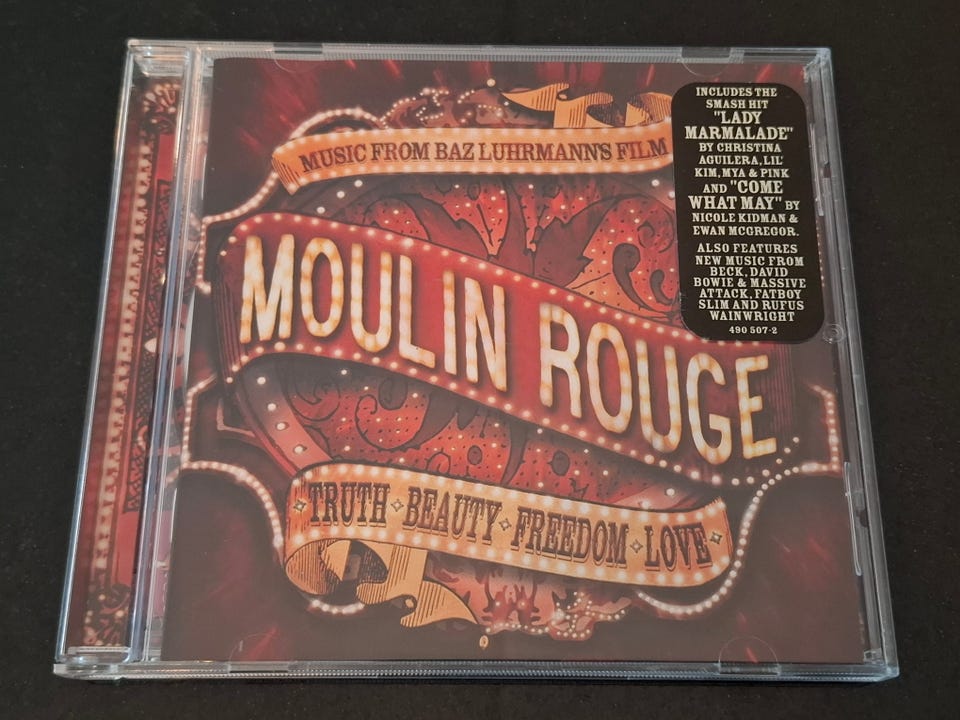 MUSIC FROM BAZ LUHRMANN'S FILM
MOULIN ROUGE
TRUTH BEAUTY FREEDOM LOVE
INCLUDES THE
SMASH HIT
"LADY
MARMALADE"
BY CHRISTINA
AGUILERA, LIL'
KIM, MYA & PINK
AND "COME
WHAT MAY" BY
NICOLE KIDMAN &
EWAN MCGREGOR.
ALSO FEATURES
NEW MUSIC FROM
BECK, DAVID
BOWIE & MASSIVE
ATTACK, FATBOY
SLIM AND RUFUS
WAINWRIGHT
490 507-2